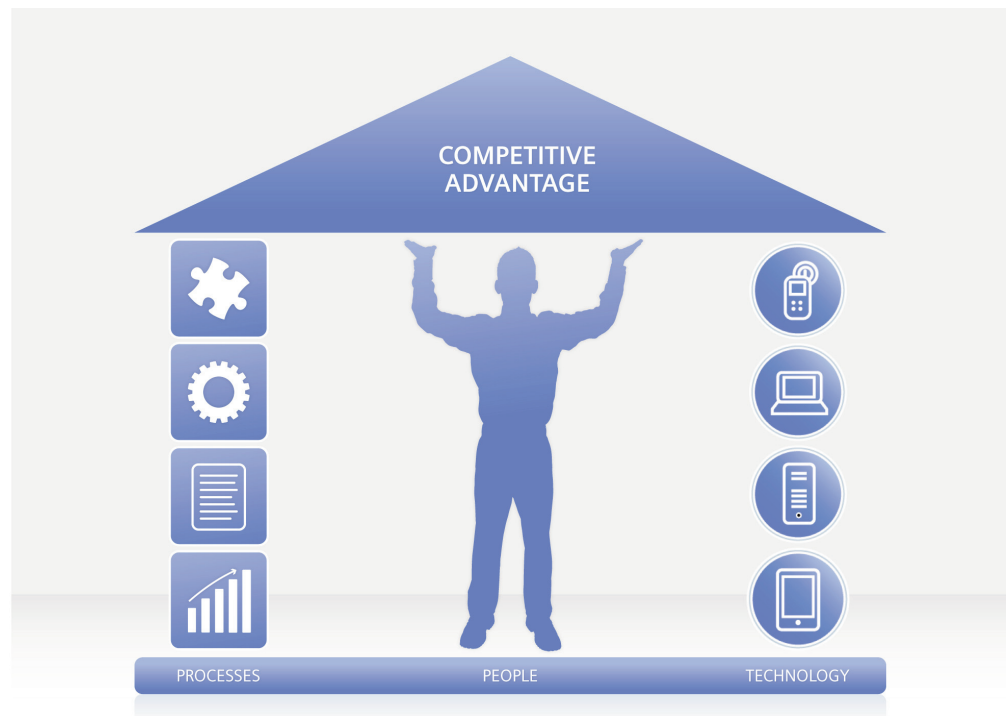 COMPETITIVE
ADVANTAGE
PROCESSES
PEOPLE
TECHNOLOGY